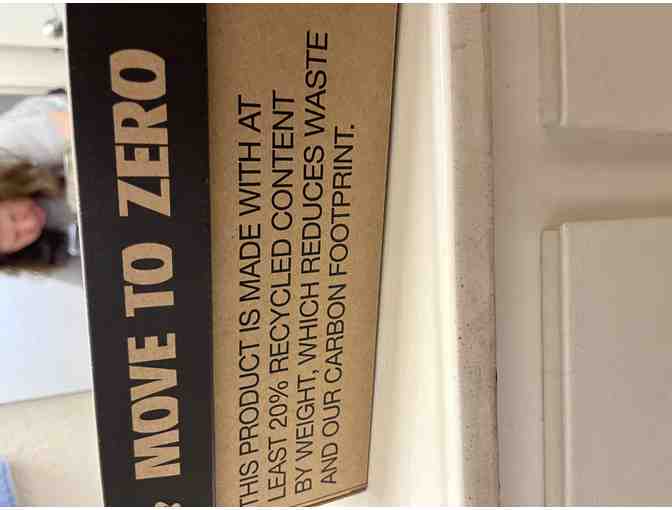 MOVE TO ZERO
THIS PRODUCT IS MADE WITH AT
LEAST 20% RECYCLED CONTENT
BY WEIGHT, WHICH REDUCES WASTE
AND OUR CARBON FOOTPRINT.